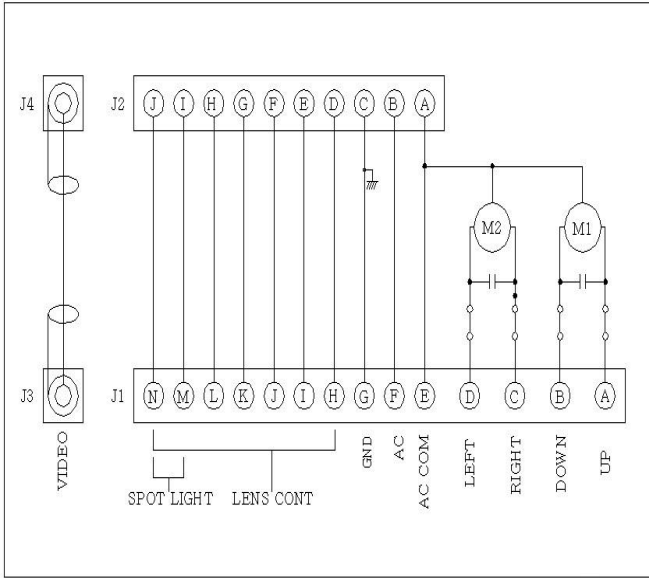 J4 J2 J I H G F E D C B A
M2 M1
J3 J1 N M L K J I H G F E D C B A
VIDEO GND AC AC COM LEFT RIGHT DOWN UP
SPOT LIGHT LENS CONT